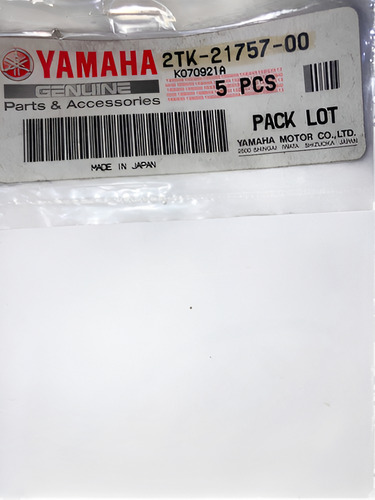 YAMAHA 2TK-21757-00
K070921A
GENUINE 5 PCS
Parts & Accessories
PACK LOT
YAMAHA MOTOR CO., LTD.
2500 SHINGAI IWATA SHIZUOKA JAPAN
MADE IN JAPAN